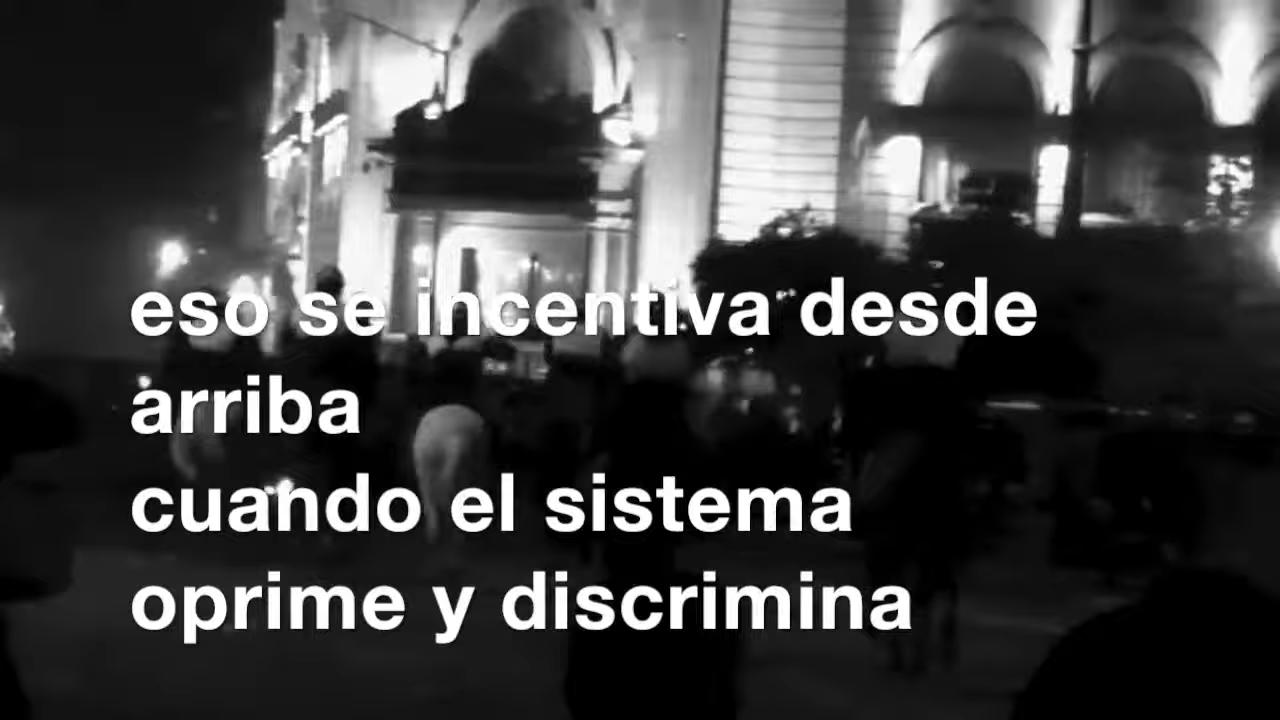 eso se incentiva desde
arriba
cuando el sistema
oprime y discrimina